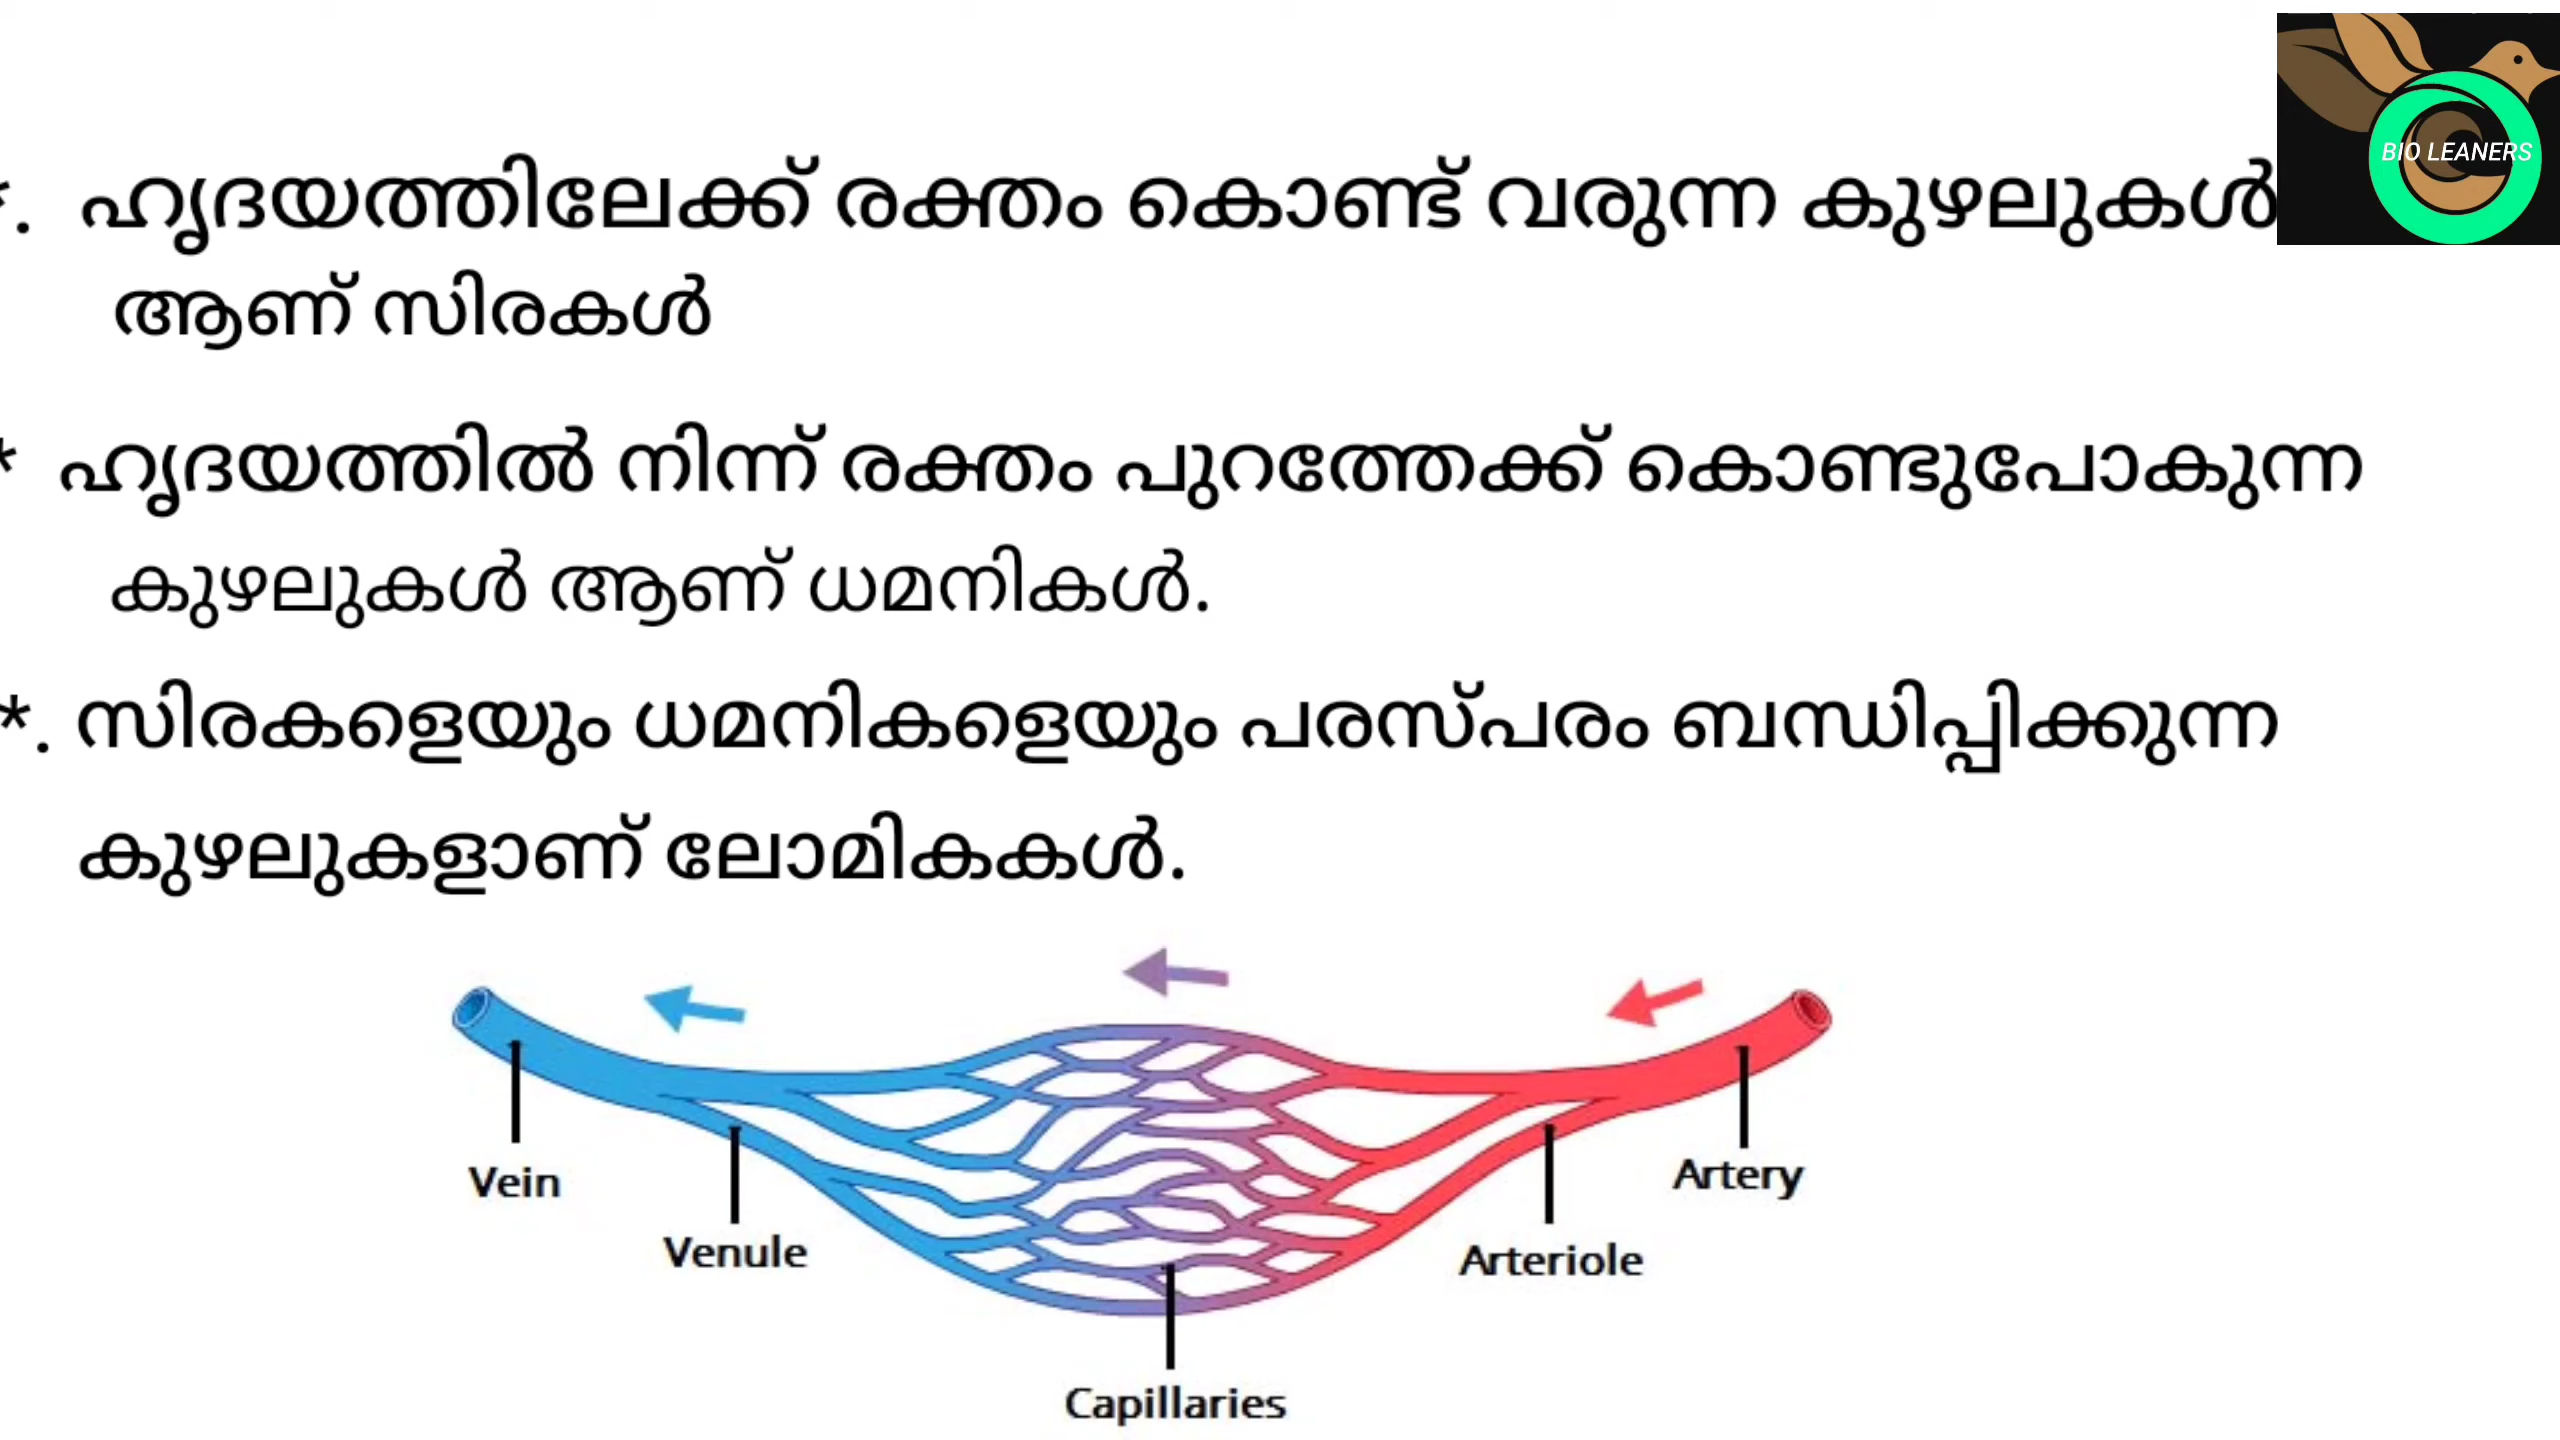 BIO LEANERS
*. ഹൃദയത്തിലേക്ക് രക്തം കൊണ്ട് വരുന്ന കുഴലുകൾ
ആണ് സിരകൾ
* ഹൃദയത്തിൽ നിന്ന് രക്തം പുറത്തേക്ക് കൊണ്ടുപോകുന്ന
കുഴലുകൾ ആണ് ധമനികൾ.
*. സിരകളെയും ധമനികളെയും പരസ്പരം ബന്ധിപ്പിക്കുന്ന
കുഴലുകളാണ് ലോമികകൾ.
Vein
Artery
Venule
Arteriole
Capillaries